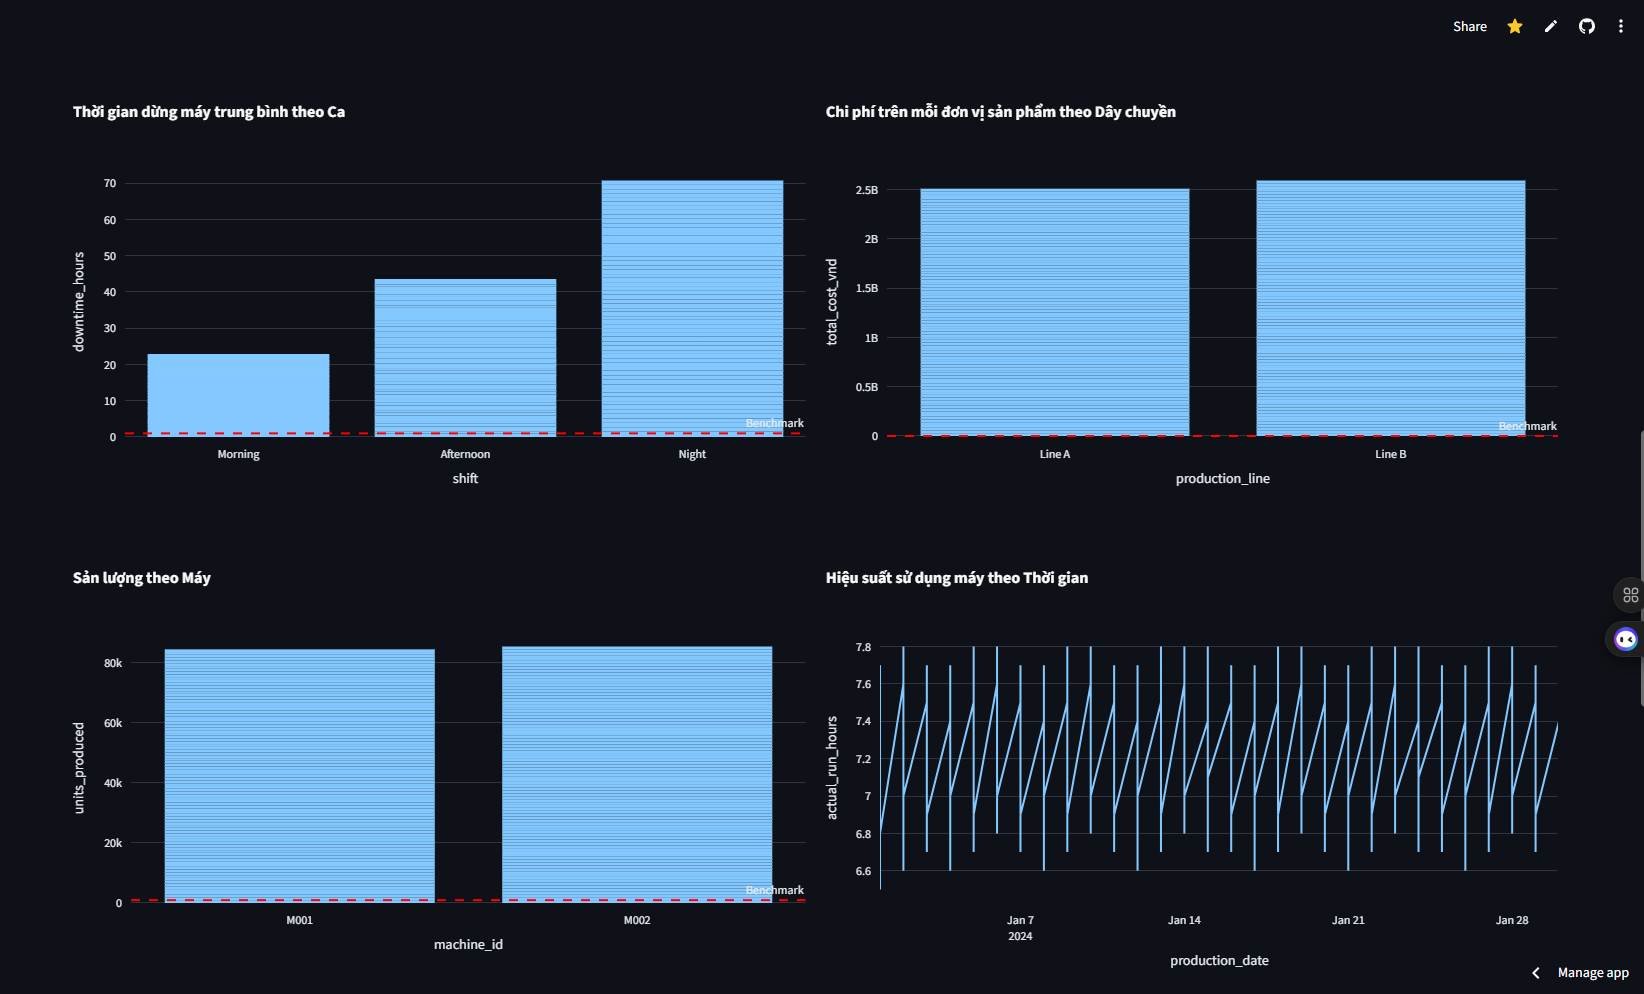 Share
Thời gian dừng máy trung bình theo Ca
70
60
50
40
30
20
10
0
downtime_hours
Benchmark
Morning
Afternoon
Night
shift
Chi phí trên mỗi đơn vị sản phẩm theo Dây chuyền
2.5B
2B
1.5B
1B
0.5B
0
total_cost_vnd
Benchmark
Line A
Line B
production_line
Sản lượng theo Máy
80k
60k
40k
20k
0
units_produced
Benchmark
M001
M002
machine_id
Hiệu suất sử dụng máy theo Thời gian
7.8
7.6
7.4
7.2
7
6.8
6.6
actual_run_hours
Jan 7
2024
Jan 14
Jan 21
Jan 28
production_date
Manage app